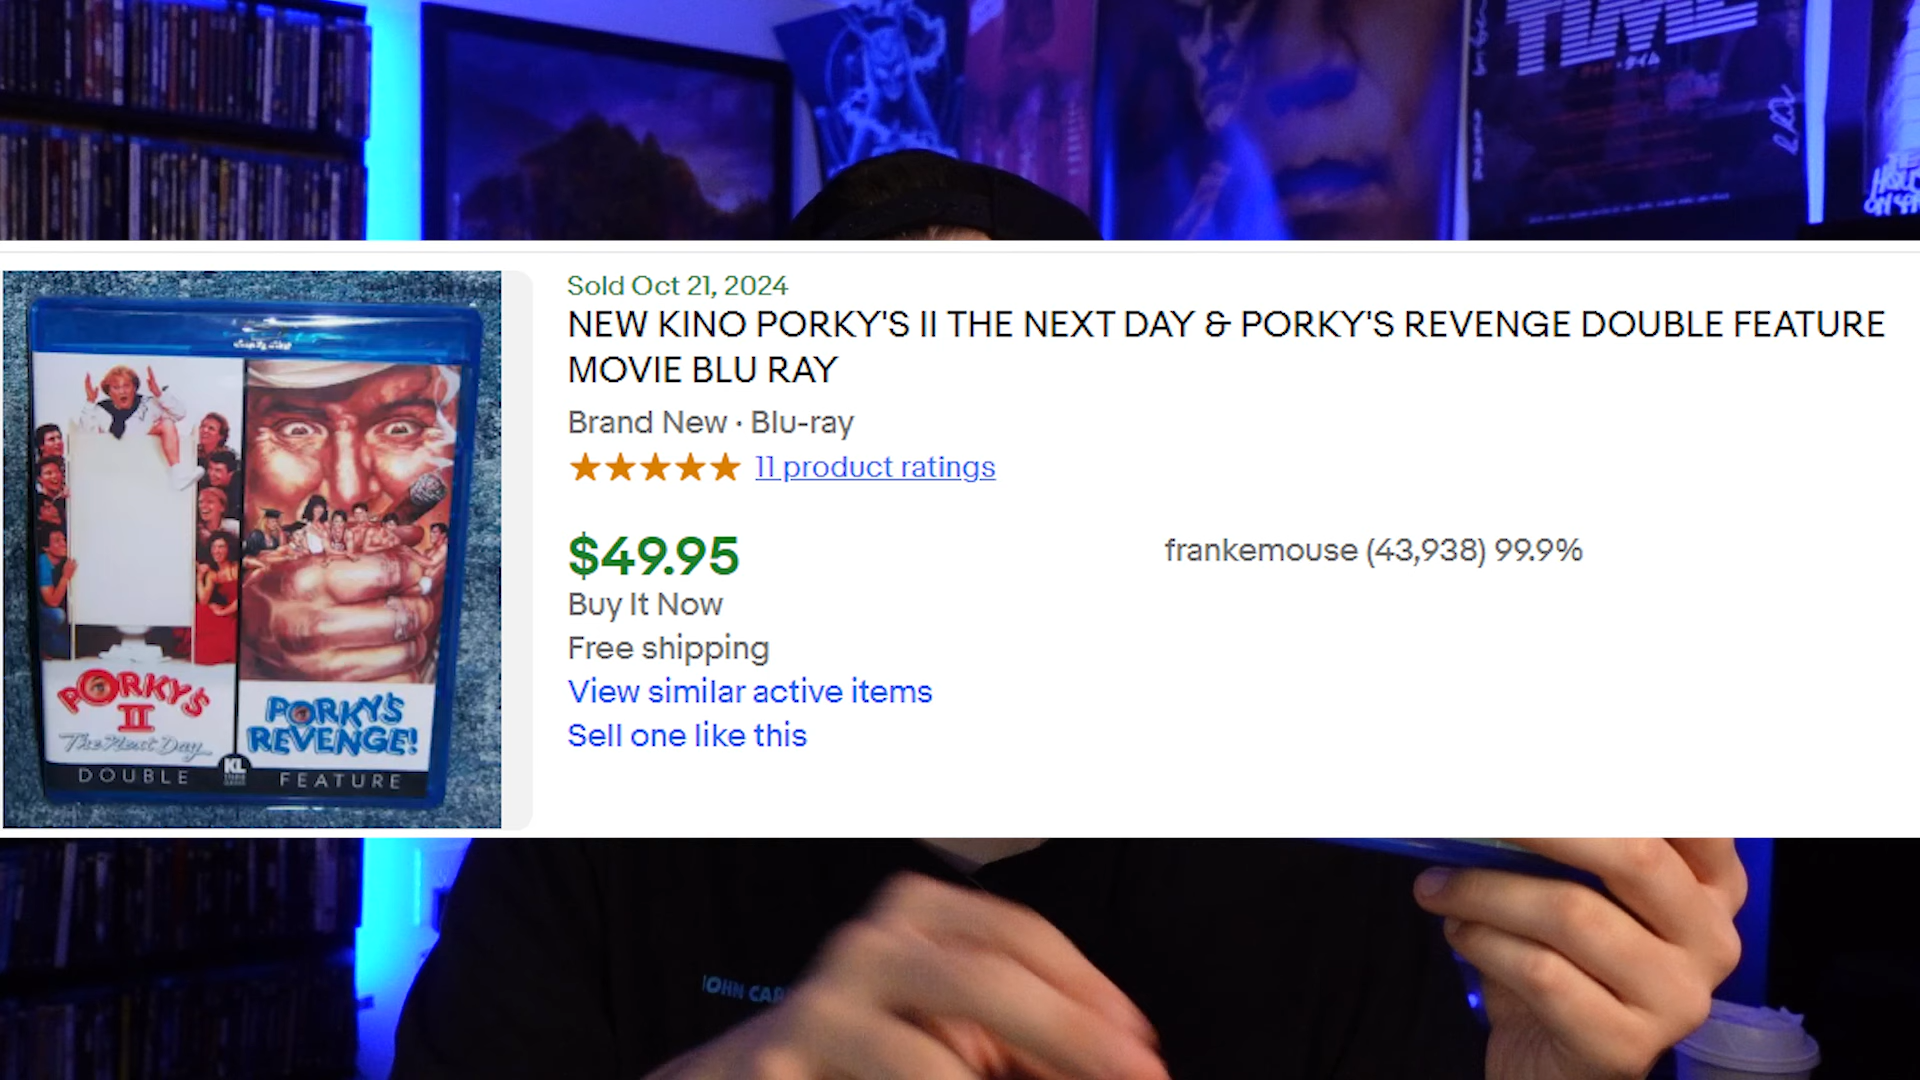 TIME
Sold Oct 21, 2024
NEW KINO PORKY'S II THE NEXT DAY & PORKY'S REVENGE DOUBLE FEATURE
MOVIE BLU RAY
Brand New · Blu-ray
11 product ratings
$49.95
frankemouse (43,938) 99.9%
Buy It Now
Free shipping
View similar active items
Sell one like this
PORKY'S
II
The Next Day
PORKY'S
REVENGE!
DOUBLE
KL
FEATURE
JOHN CAR